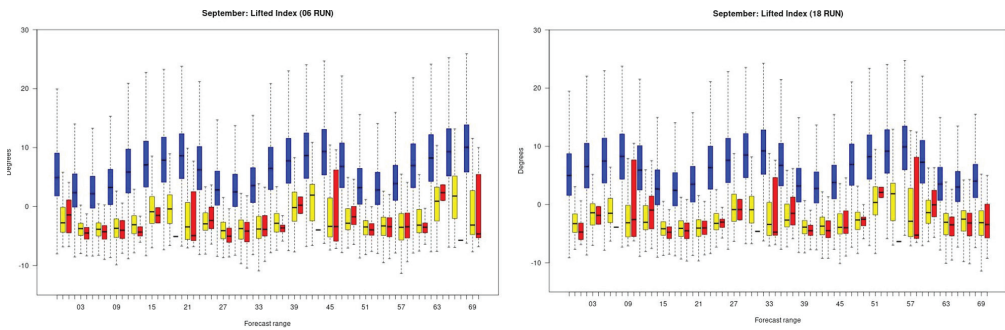 September: Lifted Index (06 RUN)
30
20
10
0
-10
Degrees
03 09 15 21 27 33 39 45 51 57 63 69
Forecast range
September: Lifted Index (18 RUN)
30
20
10
0
-10
Degrees
03 09 15 21 27 33 39 45 51 57 63 69
Forecast range